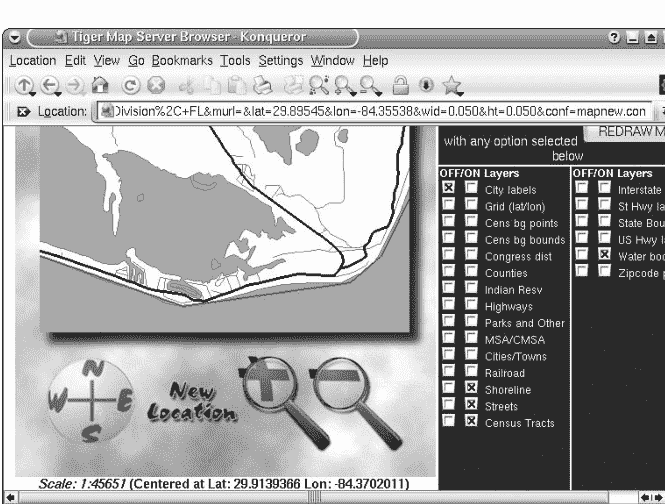 Tiger Map Server Browser - Konqueror
Location Edit View Go Bookmarks Tools Settings Window Help
Location: Division%2C+FL&murl=&lat=29.89545&lon=-84.35538&wid=0.050&ht=0.050&conf=mapnew.con
with any option selected
below
REDRAW M
OFF/ON Layers
City labels
Grid (lat/lon)
Cens bg points
Cens bg bounds
Congress dist
Counties
Indian Resv
Highways
Parks and Other
MSA/CMSA
Cities/Towns
Railroad
Shoreline
Streets
Census Tracts
OFF/ON Layers
Interstate
St Hwy la
State Bou
US Hwy la
Water bod
Zipcode p
N
W E
S
New
Location
Scale: 1:45651 (Centered at Lat: 29.9139366 Lon: -84.3702011)